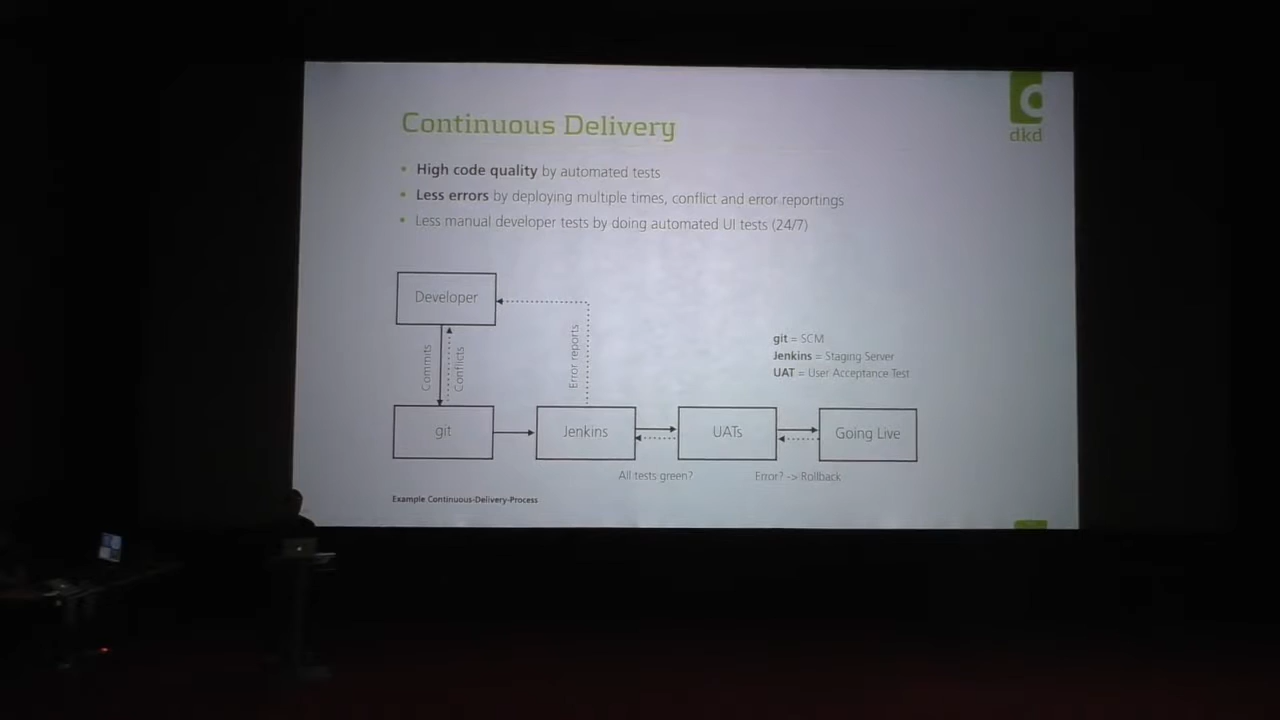 dkd
Continuous Delivery
• High code quality by automated tests
• Less errors by deploying multiple times, conflict and error reportings
• Less manual developer tests by doing automated UI tests (24/7)
Developer
Commits
Conflicts
Error reports
git = SCM
Jenkins = Staging Server
UAT = User Acceptance Test
git
Jenkins
UATs
Going Live
All tests green?
Error? -> Rollback
Example Continuous-Delivery-Process